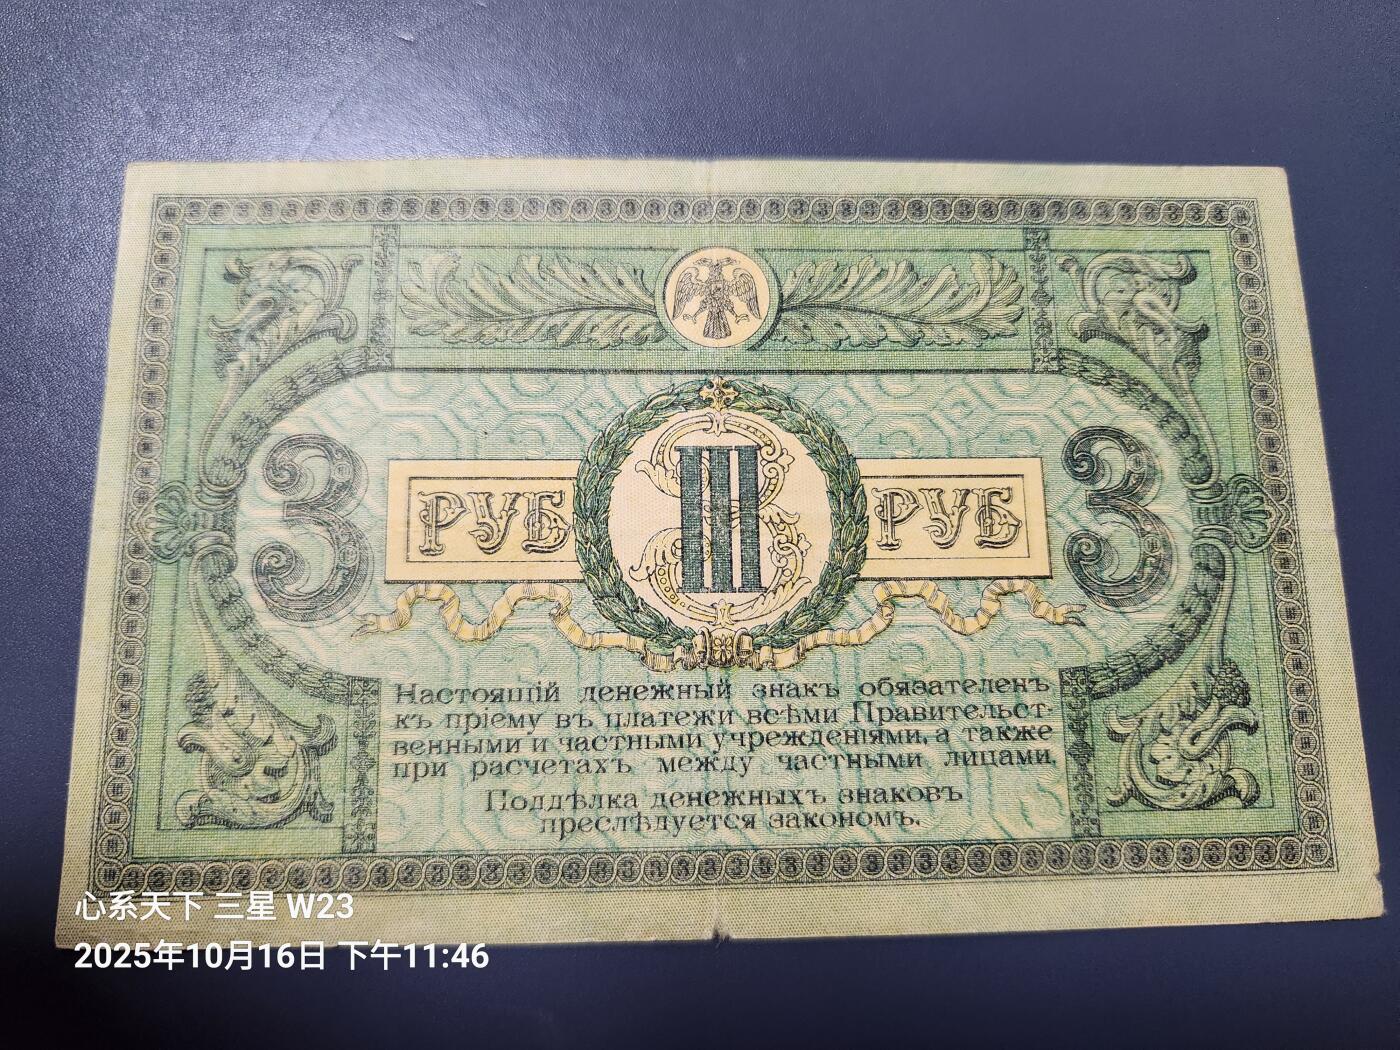 3 РУБ III РУБ 3
Настоящій денежный знакъ обязателенъ
къ пріему въ платежи всѣми Правительст-
венными и частными учрежденіями, а также
при расчетахъ между частными лицами.
Поддѣлка денежныхъ знаковъ
преслѣдуется закономъ.
心系天下 三星 W23
2025年10月16日 下午11:46